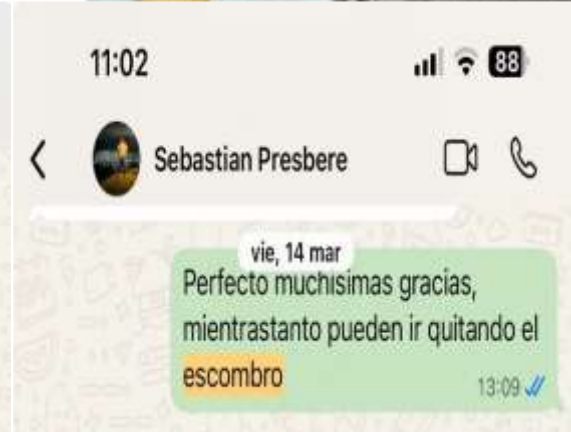 11:02
88
Sebastian Presbere
vie, 14 mar
Perfecto muchisimas gracias,
mientrastanto pueden ir quitando el
escombro
13:09